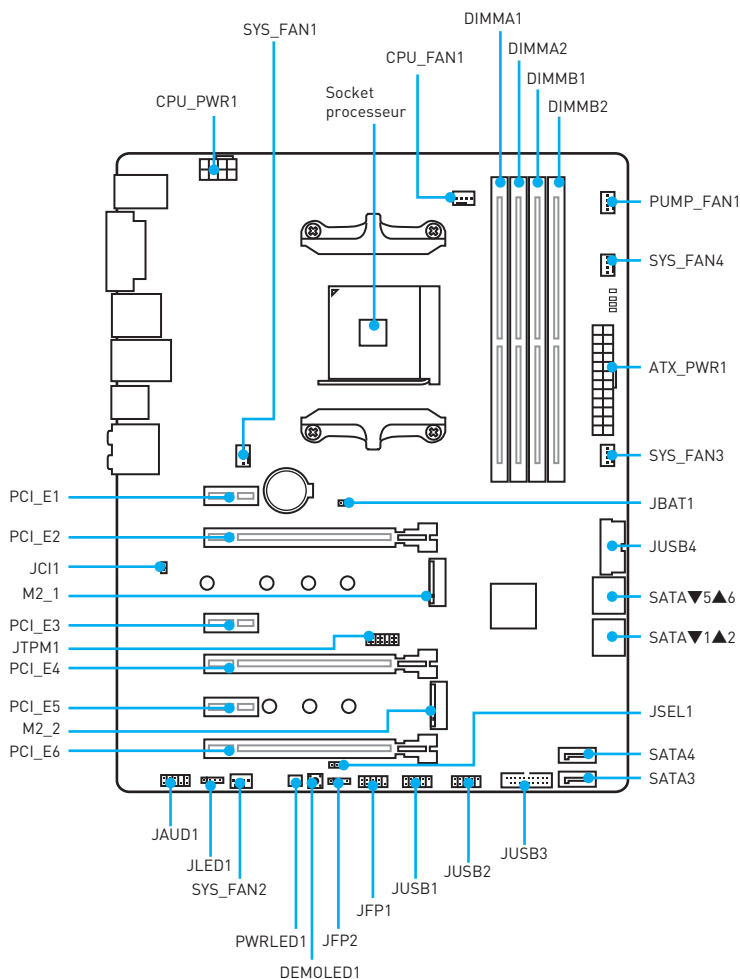 DIMMA1
SYS_FAN1
DIMMA2
CPU_FAN1
DIMMB1
Socket
processeur
CPU_PWR1
DIMMB2
PUMP_FAN1
SYS_FAN4
ATX_PWR1
SYS_FAN3
PCI_E1
JBAT1
PCI_E2
JUSB4
JCI1
M2_1
SATA▼5▲6
PCI_E3
JTPM1
SATA▼1▲2
PCI_E4
PCI_E5
JSEL1
M2_2
PCI_E6
SATA4
SATA3
JAUD1
JLED1
SYS_FAN2
PWRLED1
DEMOLED1
JFP2
JFP1
JUSB1
JUSB2
JUSB3